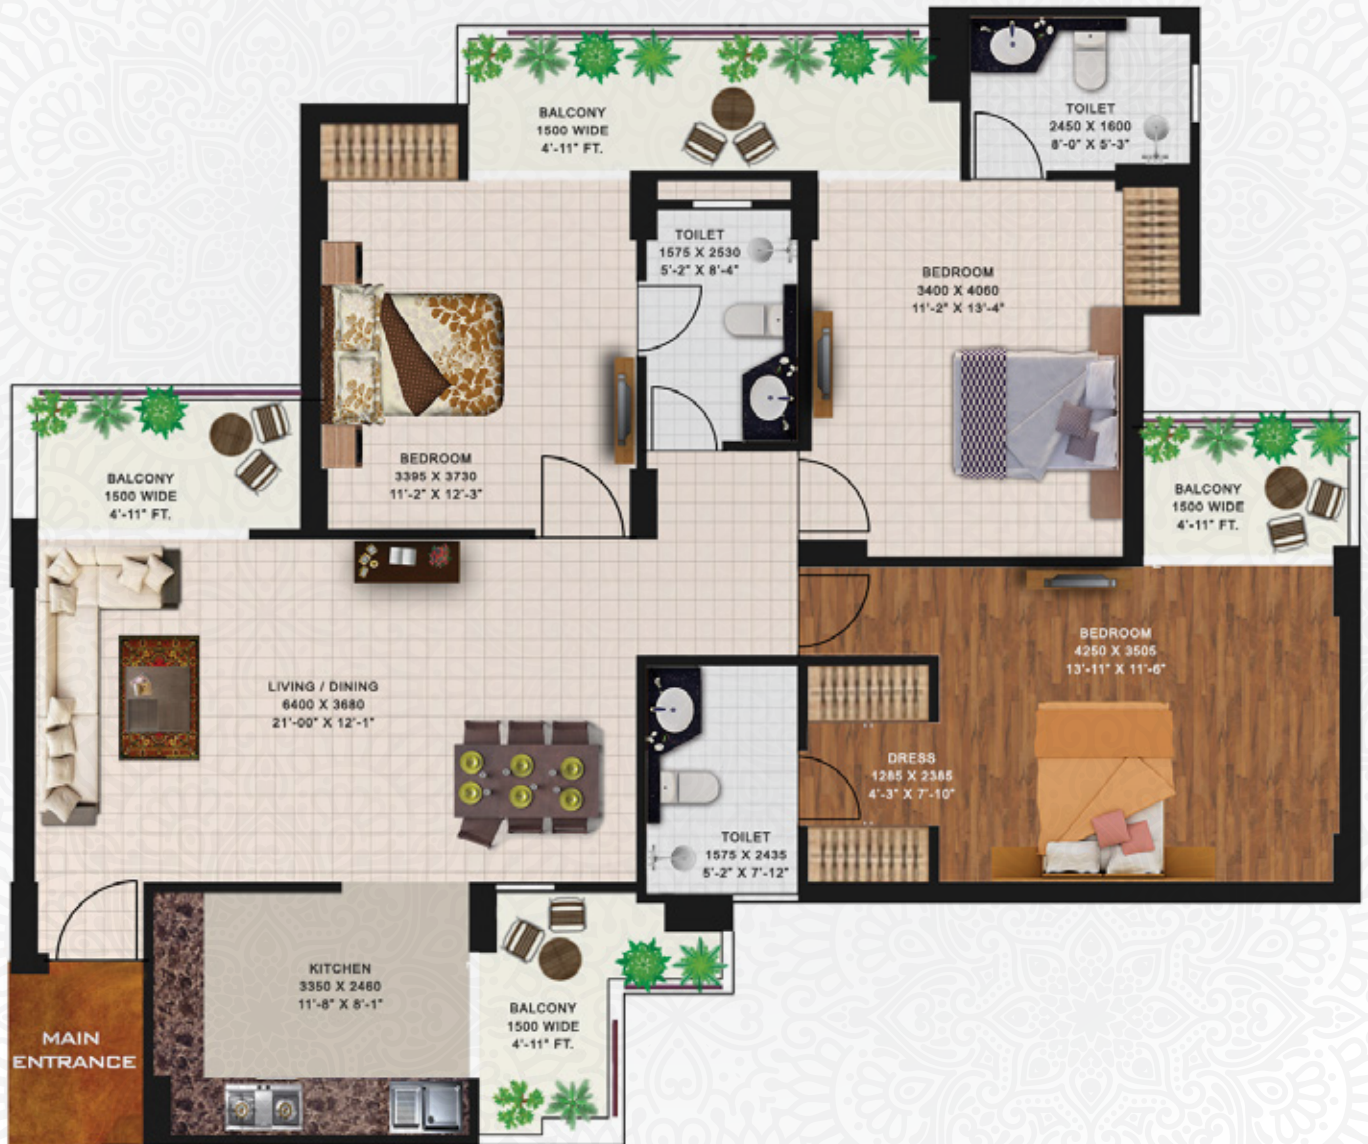 BALCONY
1500 WIDE
4'-11" FT.
TOILET
2450 X 1600
8'-0" X 5'-3"
TOILET
1575 X 2530
5'-2" X 8'-4"
BEDROOM
3400 X 4060
11'-2" X 13'-4"
BEDROOM
3395 X 3730
11'-2" X 12'-3"
BALCONY
1500 WIDE
4'-11" FT.
BALCONY
1500 WIDE
4'-11" FT.
BEDROOM
4250 X 3505
13'-11" X 11'-6"
LIVING / DINING
6400 X 3680
21'-00" X 12'-1"
DRESS
1285 X 2385
4'-3" X 7'-10"
TOILET
1575 X 2435
5'-2" X 7'-12"
KITCHEN
3350 X 2460
11'-8" X 8'-1"
BALCONY
1500 WIDE
4'-11" FT.
MAIN
ENTRANCE